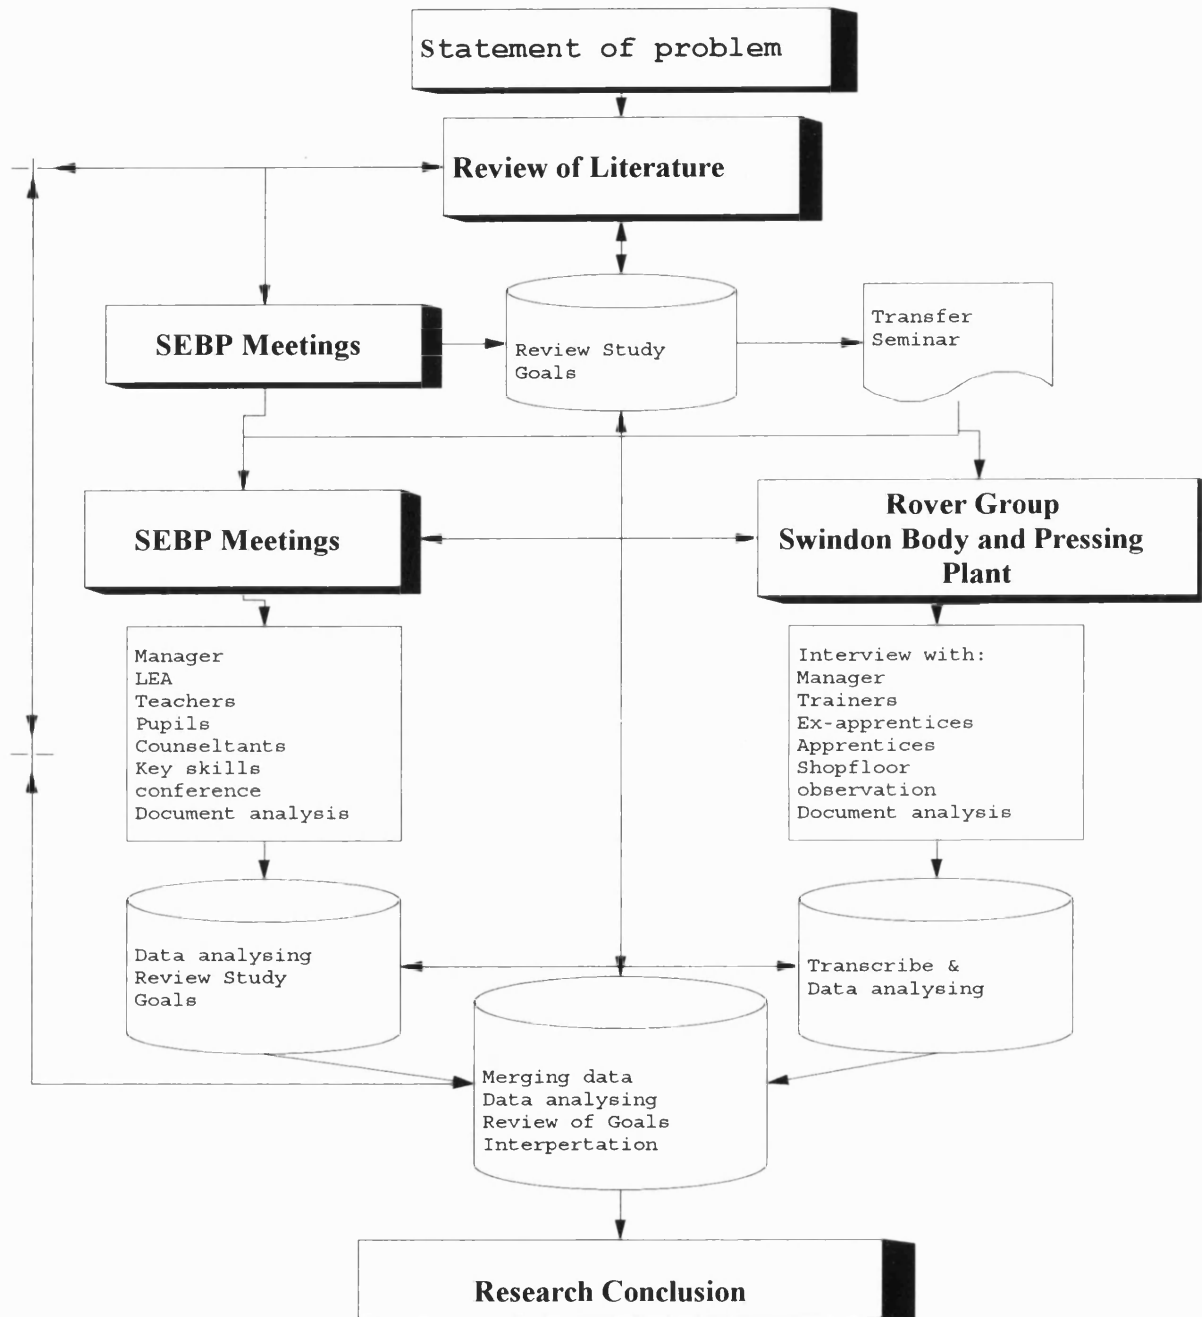 Statement of problem
Review of Literature
SEBP Meetings
Review Study
Goals
Transfer
Seminar
SEBP Meetings
Rover Group
Swindon Body and Pressing
Plant
Manager
LEA
Teachers
Pupils
Counseltants
Key skills
conference
Document analysis
Interview with:
Manager
Trainers
Ex-apprentices
Apprentices
Shopfloor
observation
Document analysis
Data analysing
Review Study
Goals
Transcribe &
Data analysing
Merging data
Data analysing
Review of Goals
Interpertation
Research Conclusion